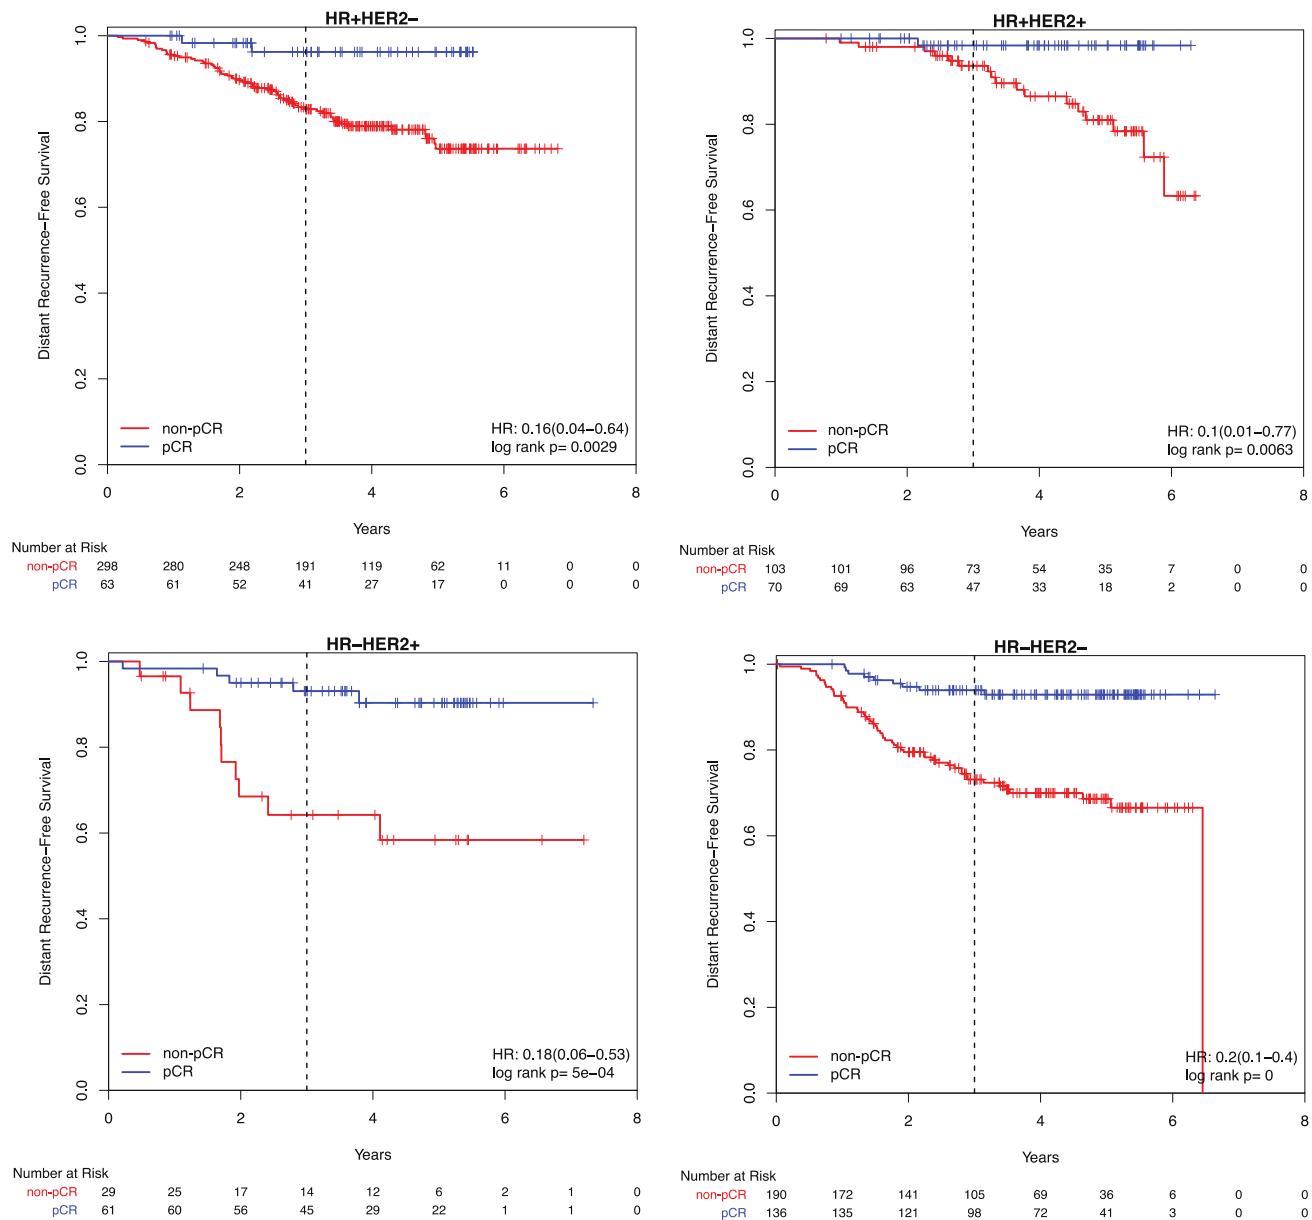 HR+HER2−
Distant Recurrence−Free Survival
1.0
0.8
0.6
0.4
0.2
0.0
non-pCR
pCR
HR: 0.16(0.04−0.64)
log rank p= 0.0029
0 2 4 6 8
Years
Number at Risk
non-pCR 298 280 248 191 119 62 11 0 0
pCR 63 61 52 41 27 17 0 0 0
HR+HER2+
Distant Recurrence−Free Survival
1.0
0.8
0.6
0.4
0.2
0.0
non-pCR
pCR
HR: 0.1(0.01−0.77)
log rank p= 0.0063
0 2 4 6 8
Years
Number at Risk
non-pCR 103 101 96 73 54 35 7 0 0
pCR 70 69 63 47 33 18 2 0 0
HR−HER2+
Distant Recurrence−Free Survival
1.0
0.8
0.6
0.4
0.2
0.0
non-pCR
pCR
HR: 0.18(0.06−0.53)
log rank p= 5e−04
0 2 4 6 8
Years
Number at Risk
non-pCR 29 25 17 14 12 6 2 1 0
pCR 61 60 56 45 29 22 1 1 0
HR−HER2−
Distant Recurrence−Free Survival
1.0
0.8
0.6
0.4
0.2
0.0
non-pCR
pCR
HR: 0.2(0.1−0.4)
log rank p= 0
0 2 4 6 8
Years
Number at Risk
non-pCR 190 172 141 105 69 36 6 0 0
pCR 136 135 121 98 72 41 3 0 0